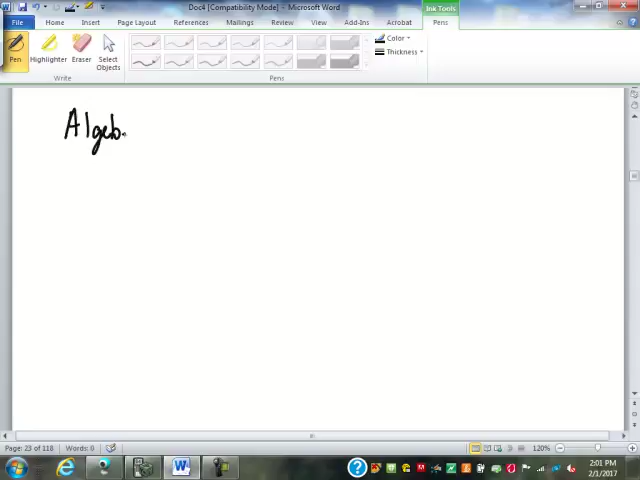 Doc4 [Compatibility Mode] - Microsoft Word
Ink Tools
File Home Insert Page Layout References Mailings Review View Add-Ins Acrobat Pens
Pen Highlighter Eraser Select Objects
Color
Thickness
Write Pens
Algeb
Page: 23 of 118 Words: 0 120%
2:01 PM
2/1/2017